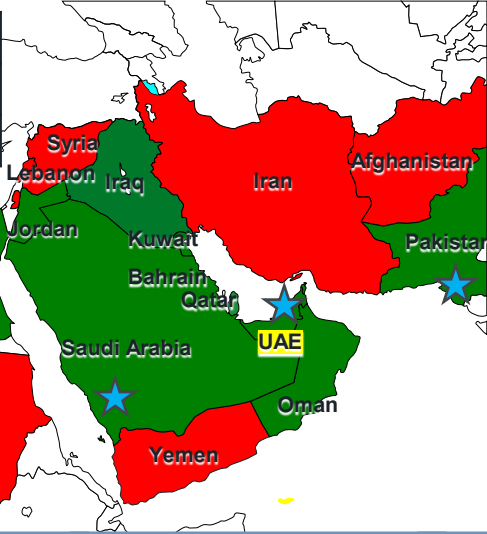 Syria
Lebanon
Iraq
Iran
Afghanistan
Jordan
Kuwait
Pakistan
Bahrain
Qatar
UAE
Saudi Arabia
Oman
Yemen